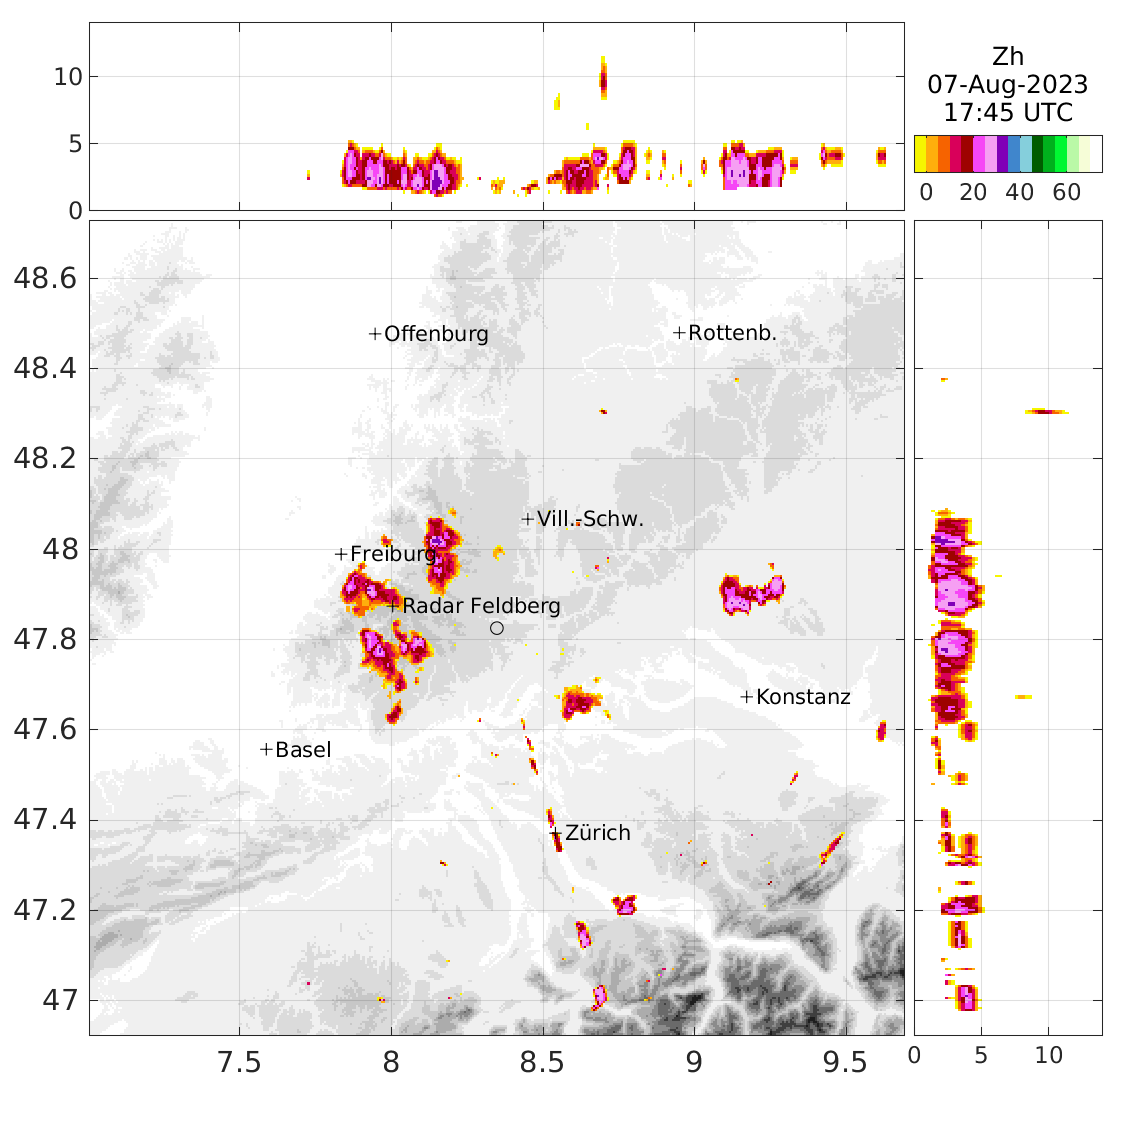 Zh
07-Aug-2023
17:45 UTC
10
5
0
0 20 40 60
48.6
48.4
48.2
48
47.8
47.6
47.4
47.2
47
+Offenburg
+Rottenb.
+Vill.-Schw.
+Freiburg
+Radar Feldberg
+Konstanz
+Basel
+Zürich
7.5 8 8.5 9 9.5
0 5 10